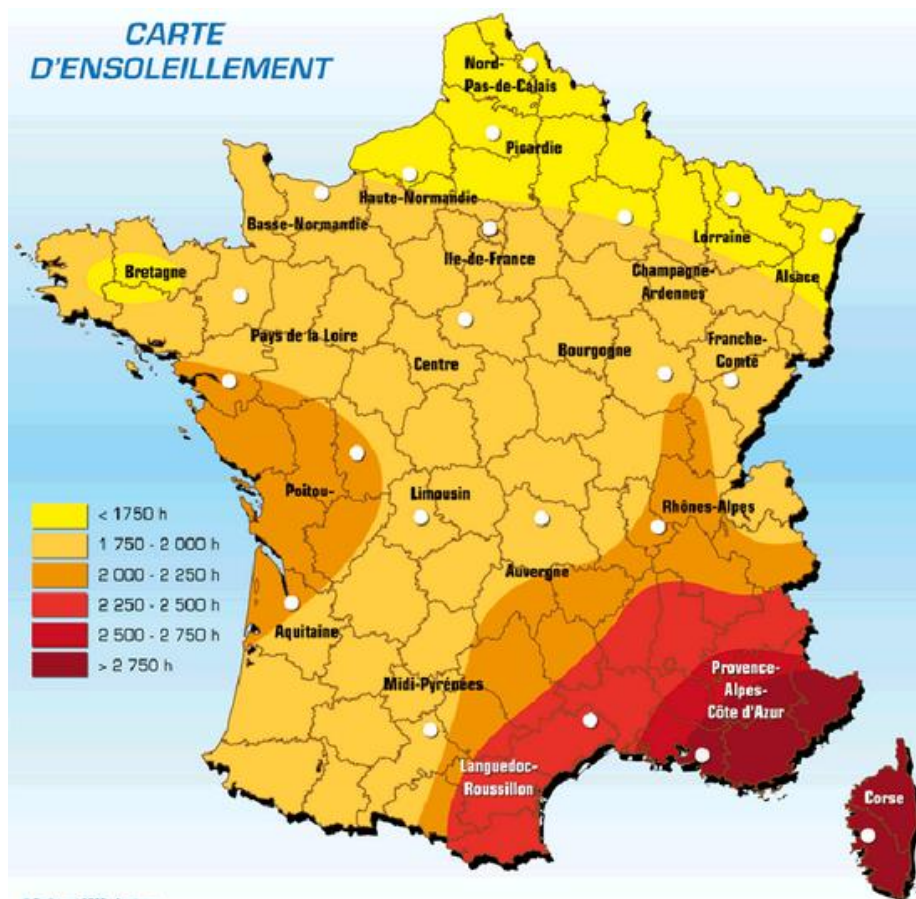 CARTE
D'ENSOLEILLEMENT
Nord-
Pas-de-Calais
Picardie
Haute-Normandie
Basse-Normandie
Ile-de-France
Lorraine
Alsace
Champagne-
Ardennes
Bretagne
Pays de la Loire
Centre
Bourgogne
Franche-
Comté
Poitou-
Limousin
Rhônes-Alpes
Auvergne
Aquitaine
Midi-Pyrénées
Provence-
Alpes-
Côte d'Azur
Languedoc-
Roussillon
Corse
< 1750 h
1 750 - 2 000 h
2 000 - 2 250 h
2 250 - 2 500 h
2 500 - 2 750 h
> 2 750 h